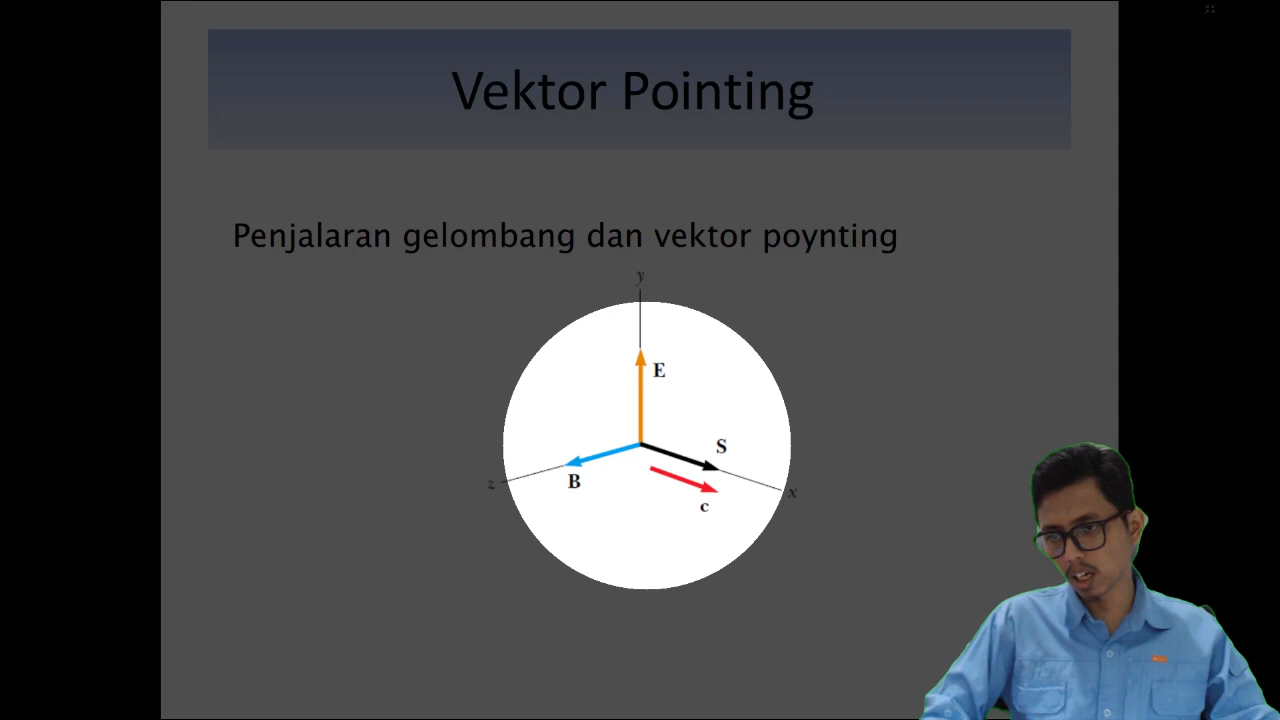 Vektor Pointing
Penjalaran gelombang dan vektor poynting
y
E
S
B
z
x
c